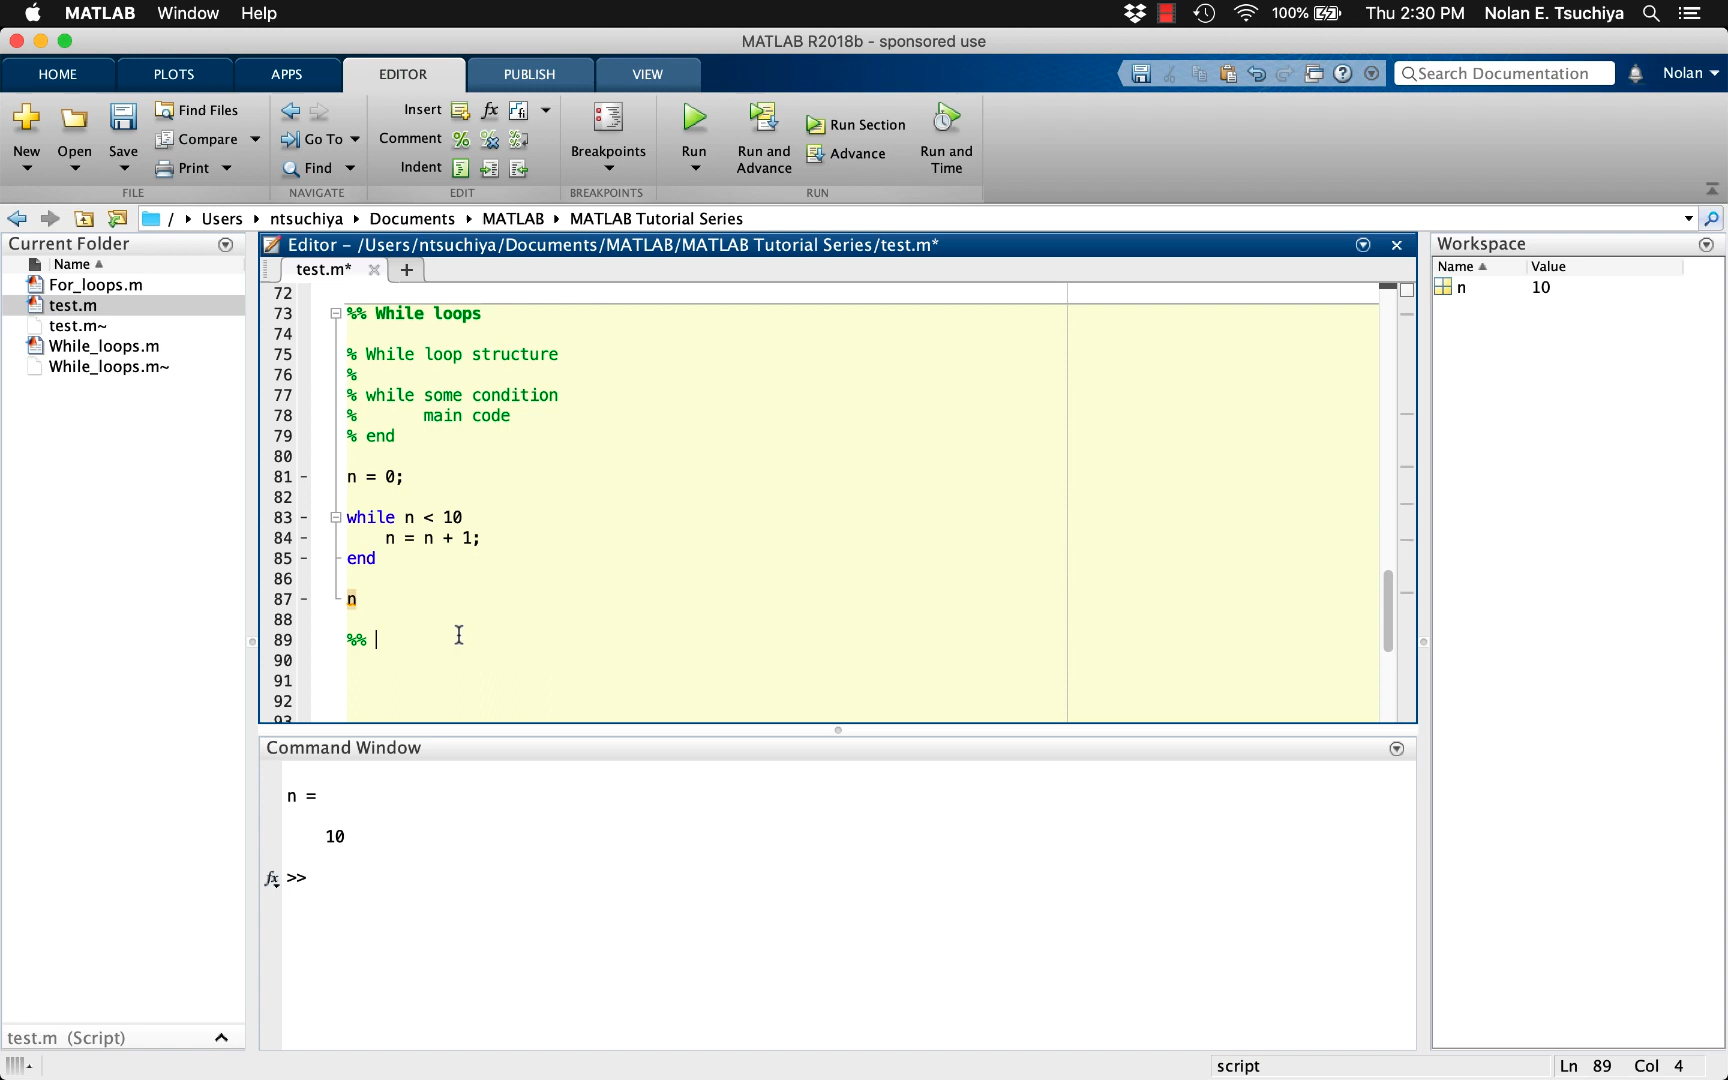 MATLAB Window Help 100% Thu 2:30 PM Nolan E. Tsuchiya
MATLAB R2018b - sponsored use
HOME PLOTS APPS EDITOR PUBLISH VIEW Search Documentation Nolan
New Open Save Find Files Compare Print FILE
Go To Find NAVIGATE
Insert fx Comment Indent EDIT
Breakpoints BREAKPOINTS
Run Run and Advance Run Section Advance Run and Time RUN
/ Users ntsuchiya Documents MATLAB MATLAB Tutorial Series
Current Folder
Name
For_loops.m
test.m
test.m~
While_loops.m
While_loops.m~
test.m (Script)
Editor - /Users/ntsuchiya/Documents/MATLAB/MATLAB Tutorial Series/test.m*
test.m*
72
73 %% While loops
74
75 % While loop structure
76 %
77 % while some condition
78 % main code
79 % end
80
81 - n = 0;
82
83 - while n < 10
84 - n = n + 1;
85 - end
86
87 - n
88
89 %%
90
91
92
93
Command Window
n =
10
fx >>
Workspace
Name Value
n 10
script Ln 89 Col 4